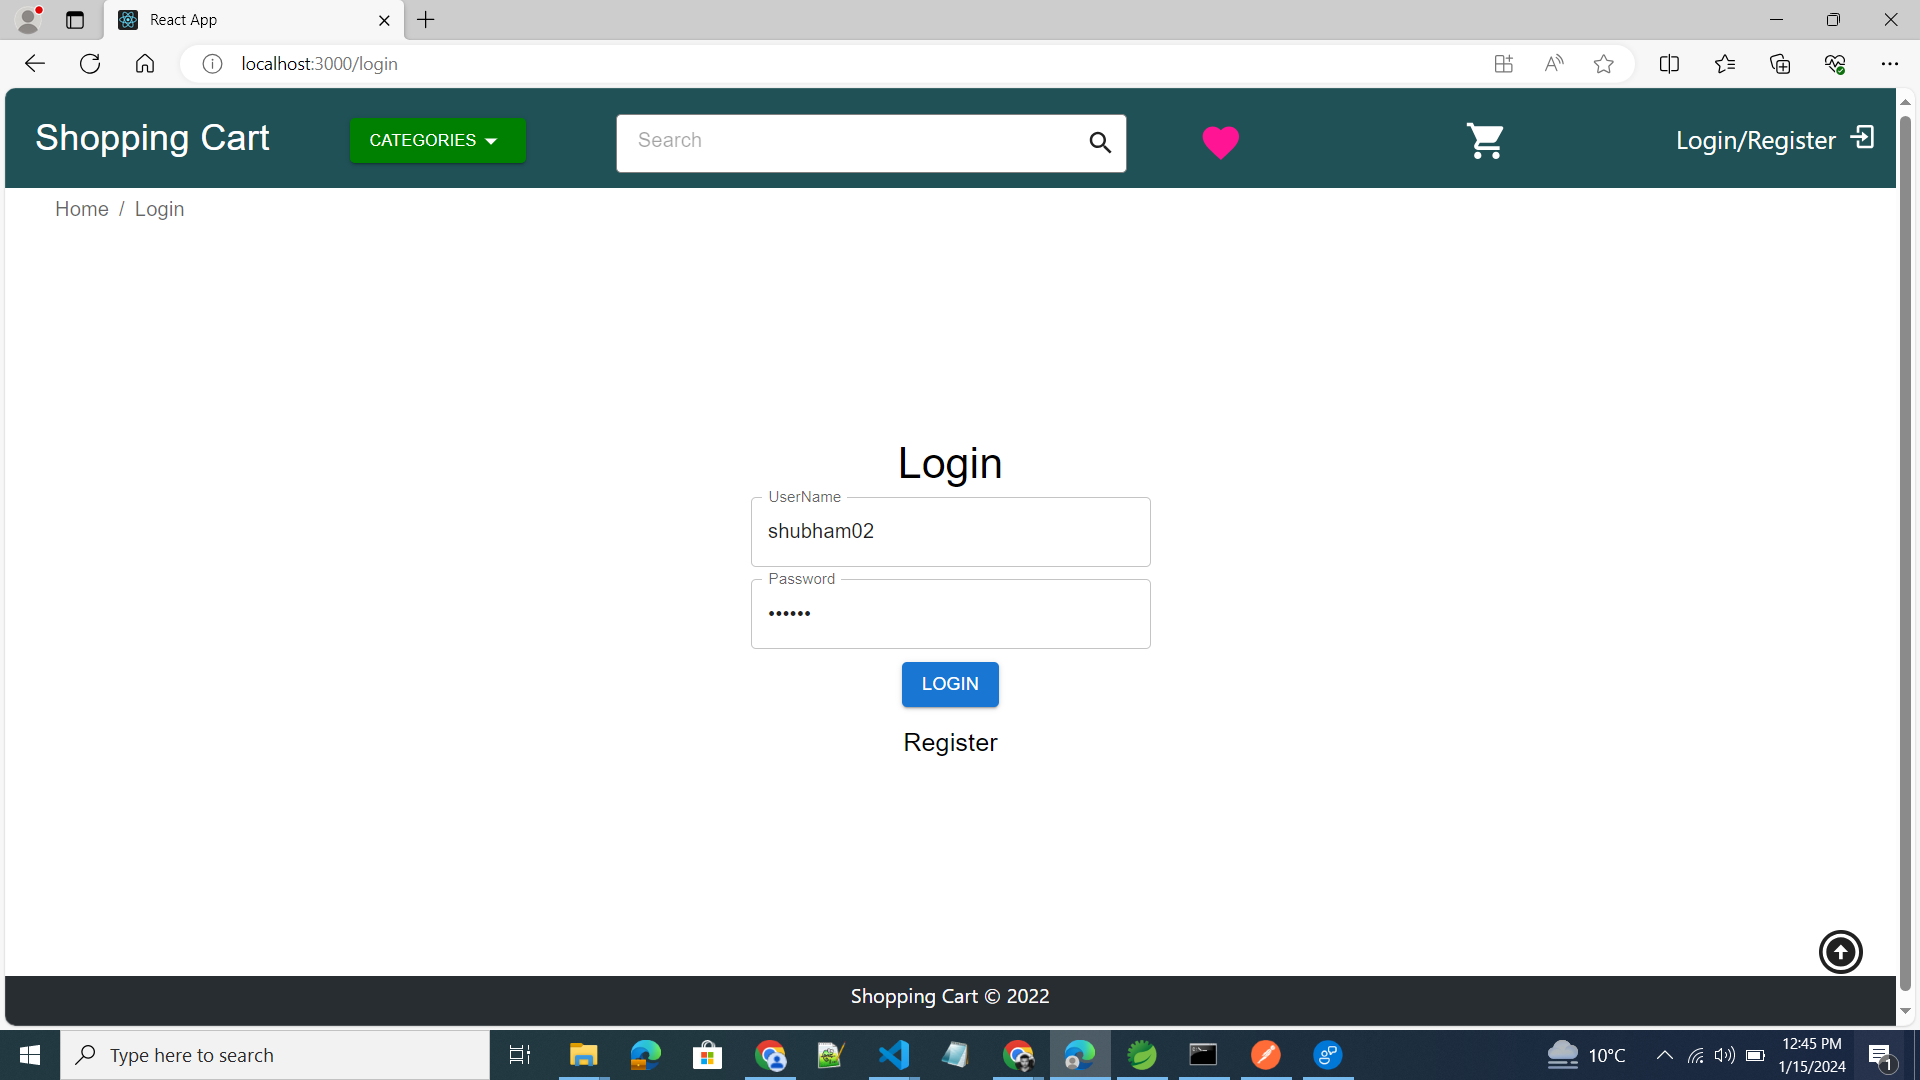 React App
localhost:3000/login
Shopping Cart
CATEGORIES
Search
Login/Register
Home / Login
Login
UserName
shubham02
Password
••••••
LOGIN
Register
Shopping Cart © 2022
Type here to search
10°C
12:45 PM
1/15/2024
1